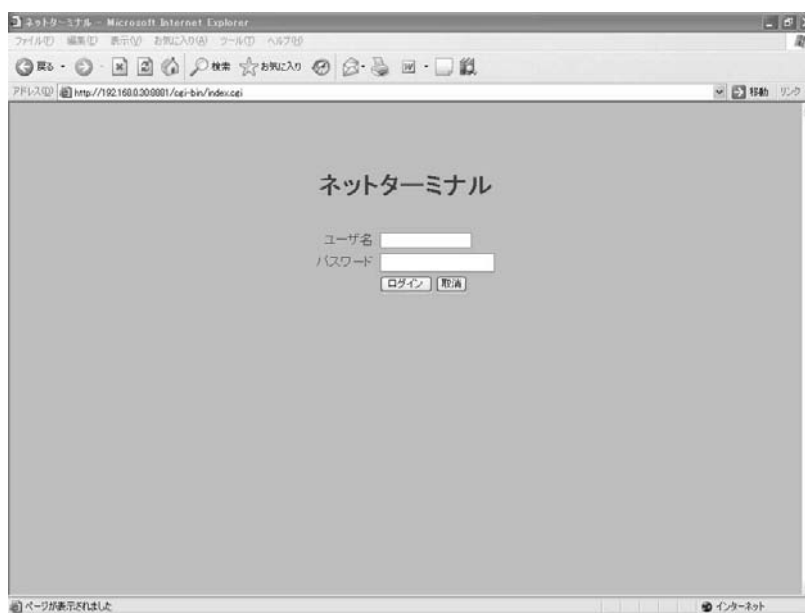 ネットターミナル - Microsoft Internet Explorer
ファイル(F) 編集(E) 表示(V) お気に入り(A) ツール(T) ヘルプ(H)
戻る 検索 お気に入り
アドレス(D) http://192.168.0.30:8081/cgi-bin/index.cgi 移動 リンク
ネットターミナル
ユーザ名
パスワード
ログイン 取消
ページが表示されました インターネット